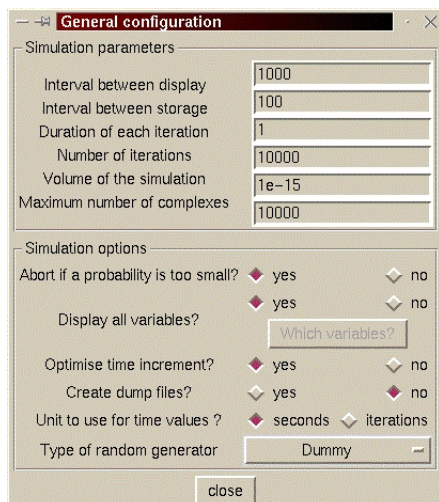 General configuration
Simulation parameters
Interval between display 1000
Interval between storage 100
Duration of each iteration 1
Number of iterations 10000
Volume of the simulation 1e-15
Maximum number of complexes 10000
Simulation options
Abort if a probability is too small? yes no
Display all variables? yes no
Which variables?
Optimise time increment? yes no
Create dump files? yes no
Unit to use for time values ? seconds iterations
Type of random generator Dummy
close